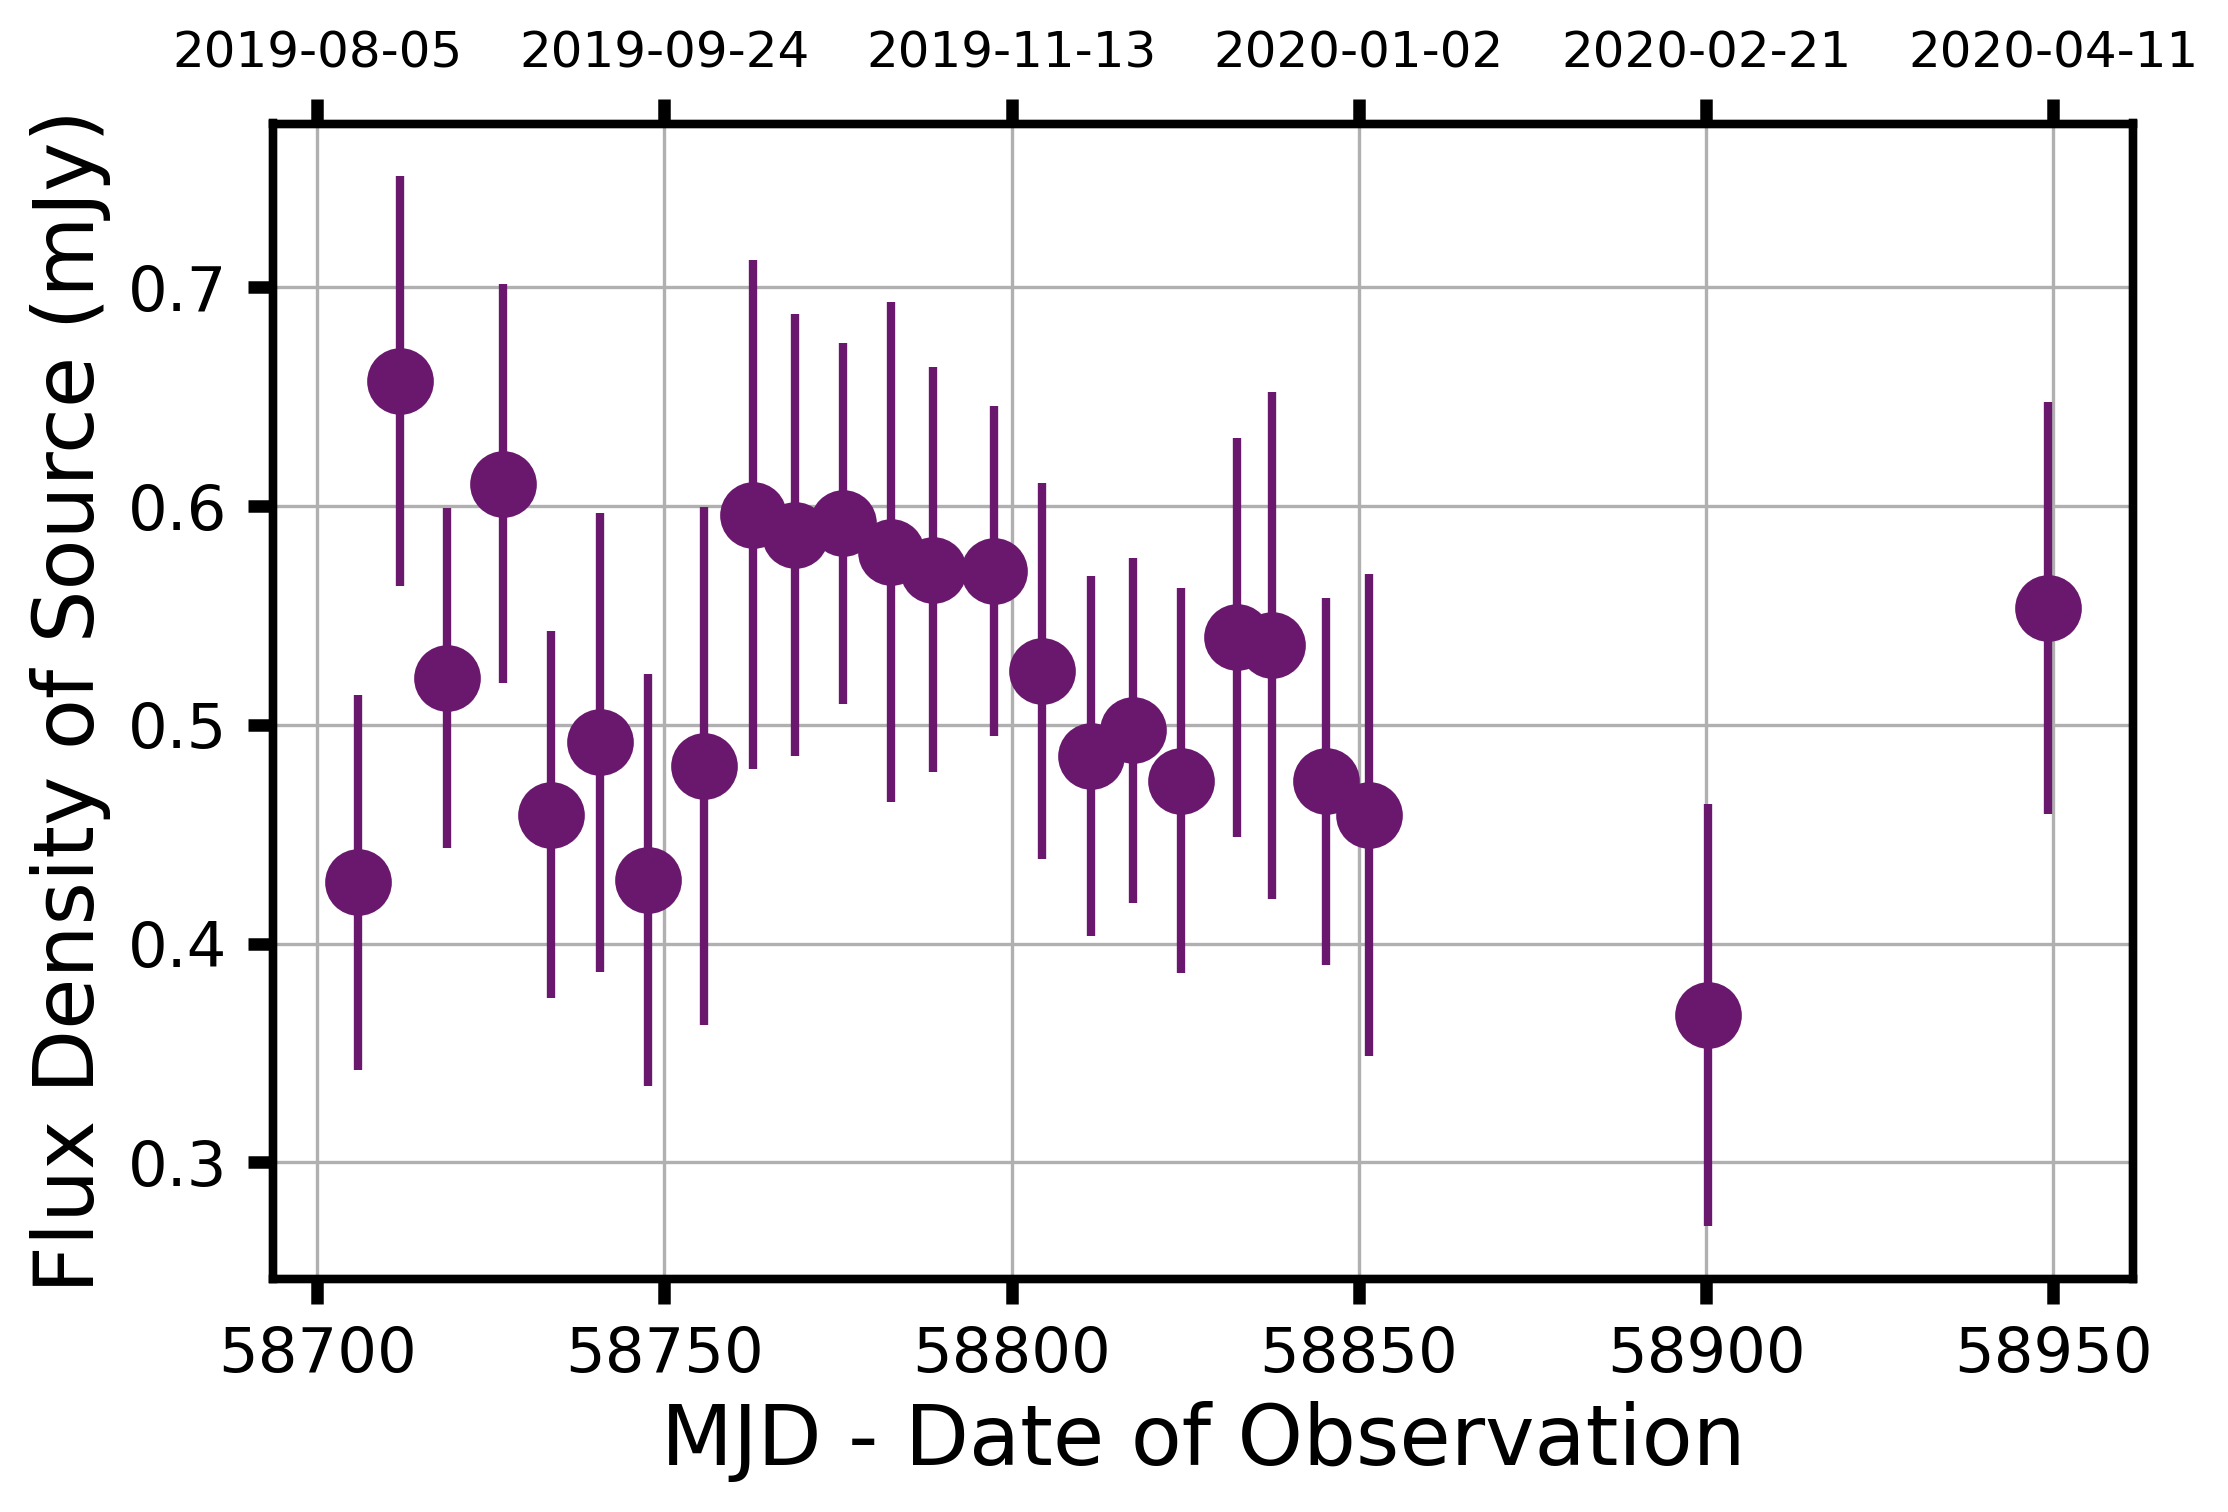 2019-08-05 2019-09-24 2019-11-13 2020-01-02 2020-02-21 2020-04-11
Flux Density of Source (mJy)
0.7
0.6
0.5
0.4
0.3
58700 58750 58800 58850 58900 58950
MJD - Date of Observation